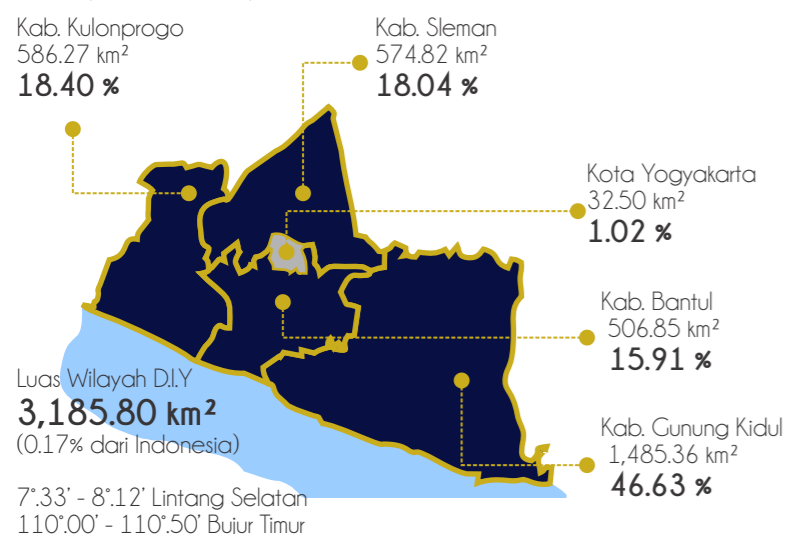 Kab. Kulonprogo
586.27 km²
18.40 %
Kab. Sleman
574.82 km²
18.04 %
Kota Yogyakarta
32.50 km²
1.02 %
Kab. Bantul
506.85 km²
15.91 %
Luas Wilayah D.I.Y
3,185.80 km²
(0.17% dari Indonesia)
Kab. Gunung Kidul
1,485.36 km²
46.63 %
7°.33' - 8°.12' Lintang Selatan
110°.00' - 110°.50' Bujur Timur